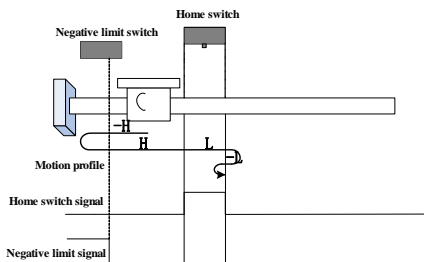 Home switch
Negative limit switch
-H
H L
-L
Motion profile
Home switch signal
Negative limit signal